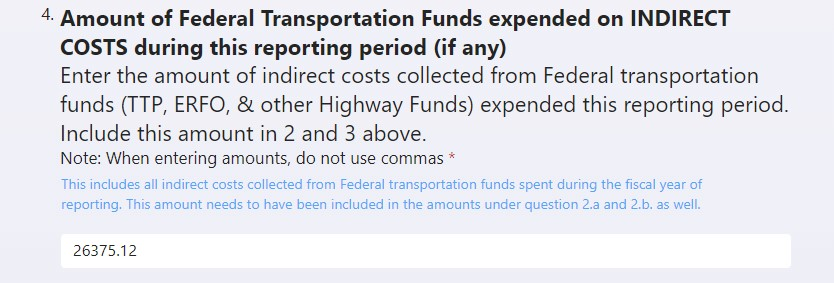 4. Amount of Federal Transportation Funds expended on INDIRECT
COSTS during this reporting period (if any)
Enter the amount of indirect costs collected from Federal transportation
funds (TTP, ERFO, & other Highway Funds) expended this reporting period.
Include this amount in 2 and 3 above.
Note: When entering amounts, do not use commas *
This includes all indirect costs collected from Federal transportation funds spent during the fiscal year of
reporting. This amount needs to have been included in the amounts under question 2.a and 2.b. as well.
26375.12